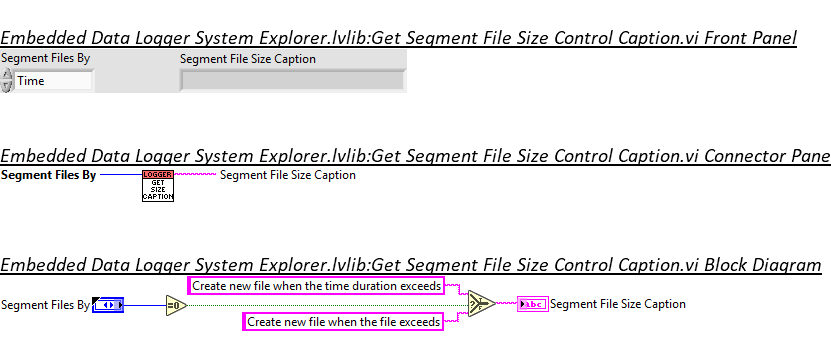 Embedded Data Logger System Explorer.lvlib:Get Segment File Size Control Caption.vi Front Panel
Segment Files By
Segment File Size Caption
Time
Embedded Data Logger System Explorer.lvlib:Get Segment File Size Control Caption.vi Connector Pane
Segment Files By
LOGGER
GET
SIZE
CAPTION
Segment File Size Caption
Embedded Data Logger System Explorer.lvlib:Get Segment File Size Control Caption.vi Block Diagram
Create new file when the time duration exceeds
Segment Files By
=0
?
T
F
abc
Segment File Size Caption
Create new file when the file exceeds